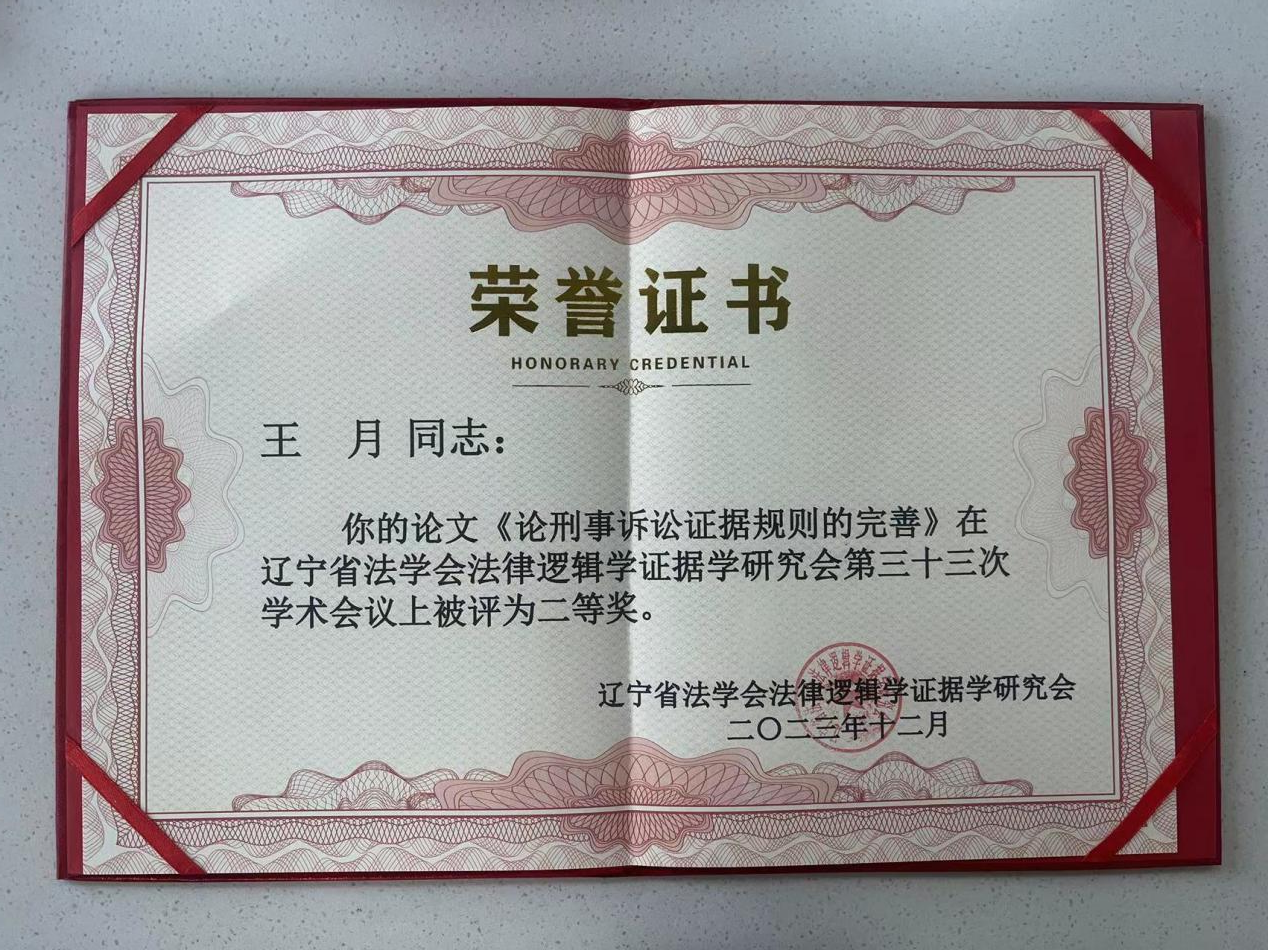 荣誉证书
HONORARY CREDENTIAL
王 月 同志：
你的论文《论刑事诉讼证据规则的完善》在
辽宁省法学会法律逻辑学证据学研究会第三十三次
学术会议上被评为二等奖。
辽宁省法学会法律逻辑学证据学研究会
二〇二三年十二月